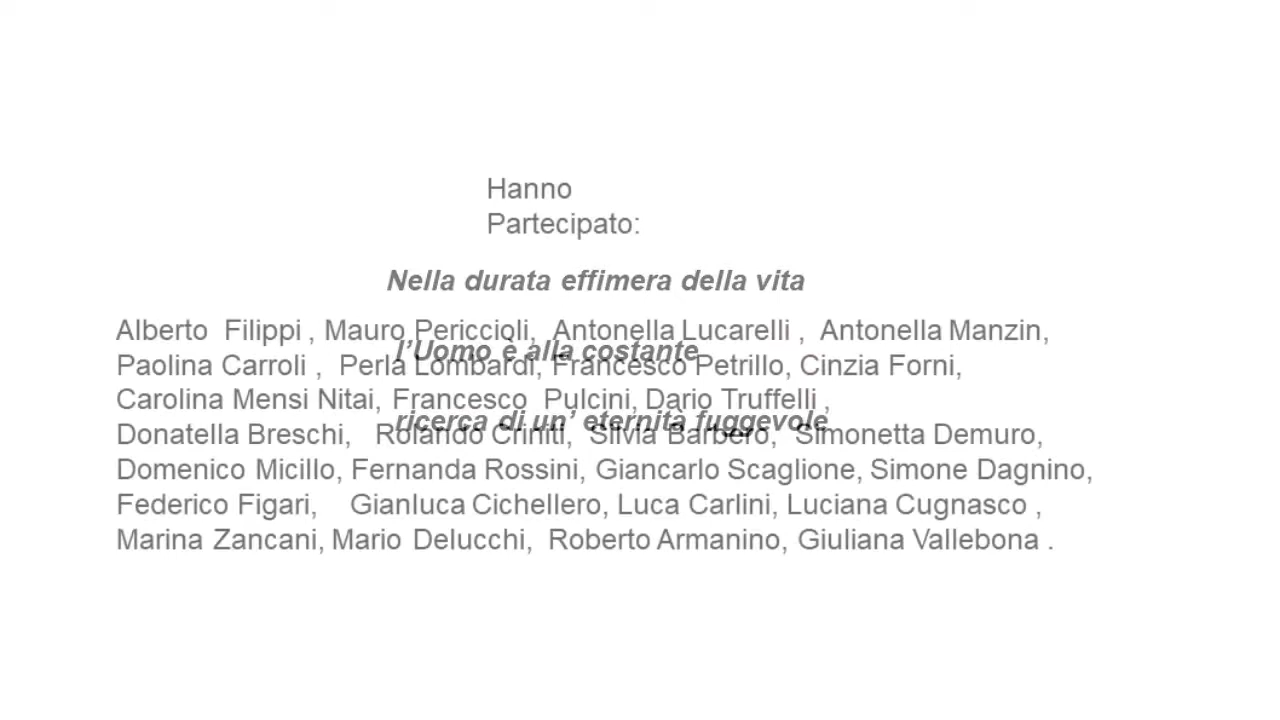 Hanno
Partecipato:
Nella durata effimera della vita
Alberto Filippi , Mauro Periccioli, Antonella Lucarelli , Antonella Manzin,
l’Uomo è alla costante
Paolina Carroli , Perla Lombardi, Francesco Petrillo, Cinzia Forni,
Carolina Mensi Nitai, Francesco Pulcini, Dario Truffelli ,
ricerca di un’ eternità fuggevole
Donatella Breschi, Rolando Criniti, Silvia Barbero, Simonetta Demuro,
Domenico Micillo, Fernanda Rossini, Giancarlo Scaglione, Simone Dagnino,
Federico Figari, Gianluca Cichellero, Luca Carlini, Luciana Cugnasco ,
Marina Zancani, Mario Delucchi, Roberto Armanino, Giuliana Vallebona .